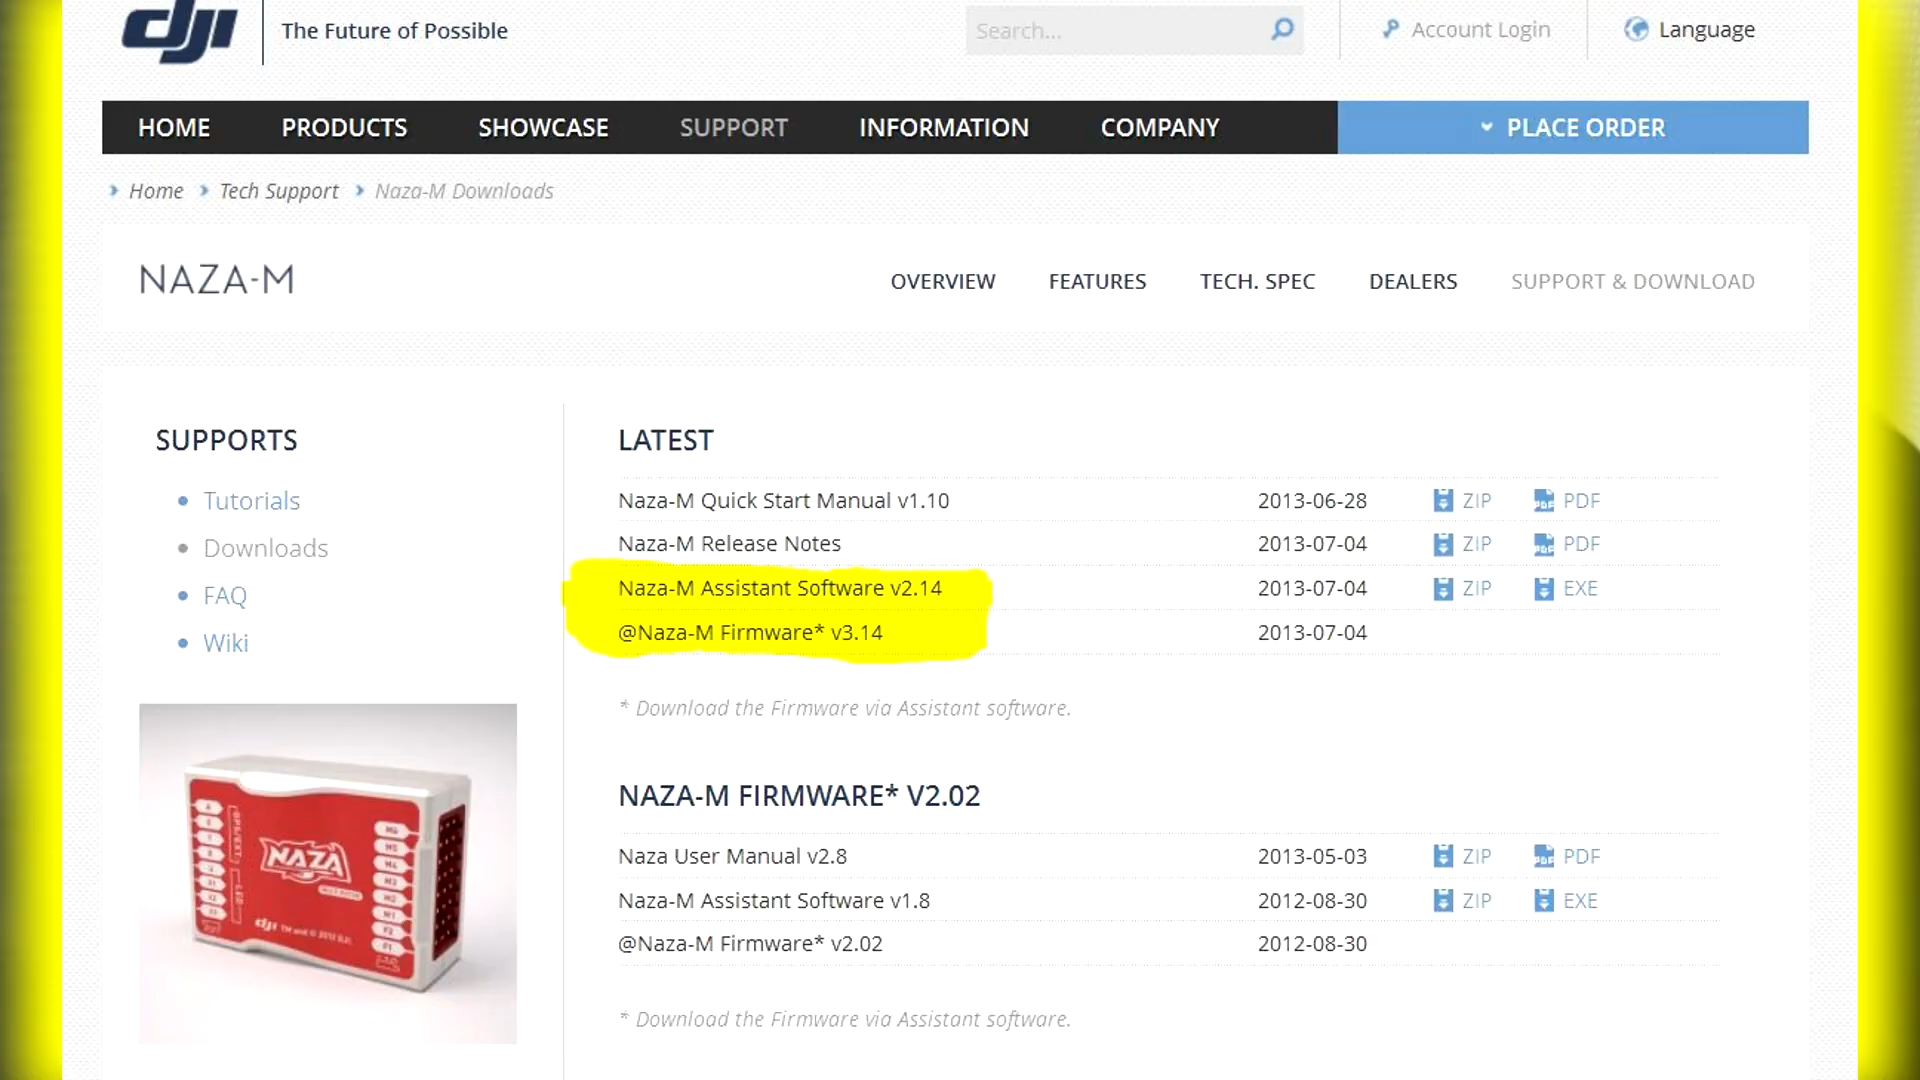 dji The Future of Possible Search... Account Login Language
HOME PRODUCTS SHOWCASE SUPPORT INFORMATION COMPANY PLACE ORDER
Home Tech Support Naza-M Downloads
NAZA-M OVERVIEW FEATURES TECH. SPEC DEALERS SUPPORT & DOWNLOAD
SUPPORTS
Tutorials
Downloads
FAQ
Wiki
NAZA
dji
LATEST
Naza-M Quick Start Manual v1.10 2013-06-28 ZIP PDF
Naza-M Release Notes 2013-07-04 ZIP PDF
Naza-M Assistant Software v2.14 2013-07-04 ZIP EXE
@Naza-M Firmware* v3.14 2013-07-04
* Download the Firmware via Assistant software.
NAZA-M FIRMWARE* V2.02
Naza User Manual v2.8 2013-05-03 ZIP PDF
Naza-M Assistant Software v1.8 2012-08-30 ZIP EXE
@Naza-M Firmware* v2.02 2012-08-30
* Download the Firmware via Assistant software.